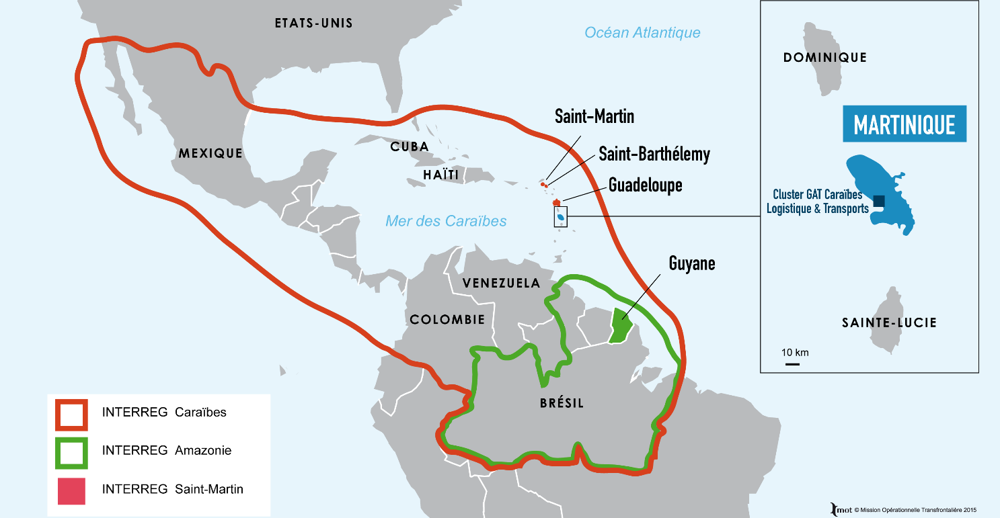 ETATS-UNIS
Océan Atlantique
DOMINIQUE
Saint-Martin
MARTINIQUE
CUBA
Saint-Barthélemy
MEXIQUE
HAÏTI
Guadeloupe
Cluster GAT Caraïbes
Logistique & Transports
Mer des Caraïbes
Guyane
VENEZUELA
COLOMBIE
SAINTE-LUCIE
10 km
BRÉSIL
INTERREG Caraïbes
INTERREG Amazonie
INTERREG Saint-Martin
mot © Mission Opérationnelle Transfrontalière 2015